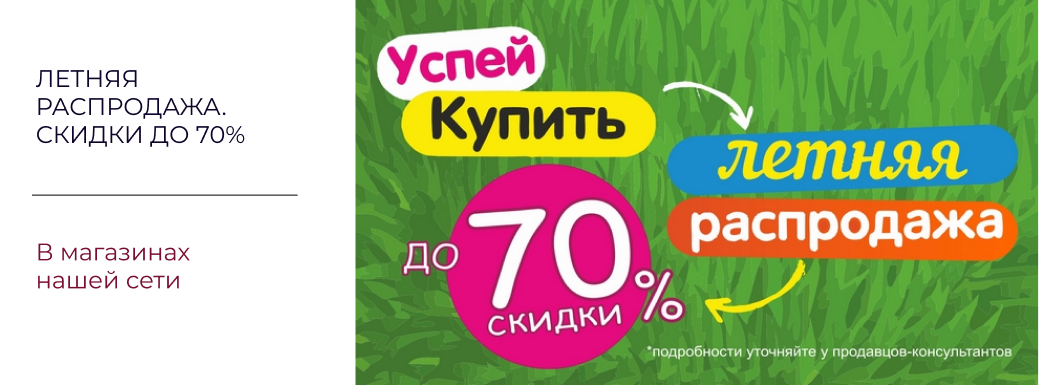 ЛЕТНЯЯ
РАСПРОДАЖА.
СКИДКИ ДО 70%
В магазинах
нашей сети
Успей
Купить
летняя
распродажа
до 70%
скидки
*подробности уточняйте у продавцов-консультантов